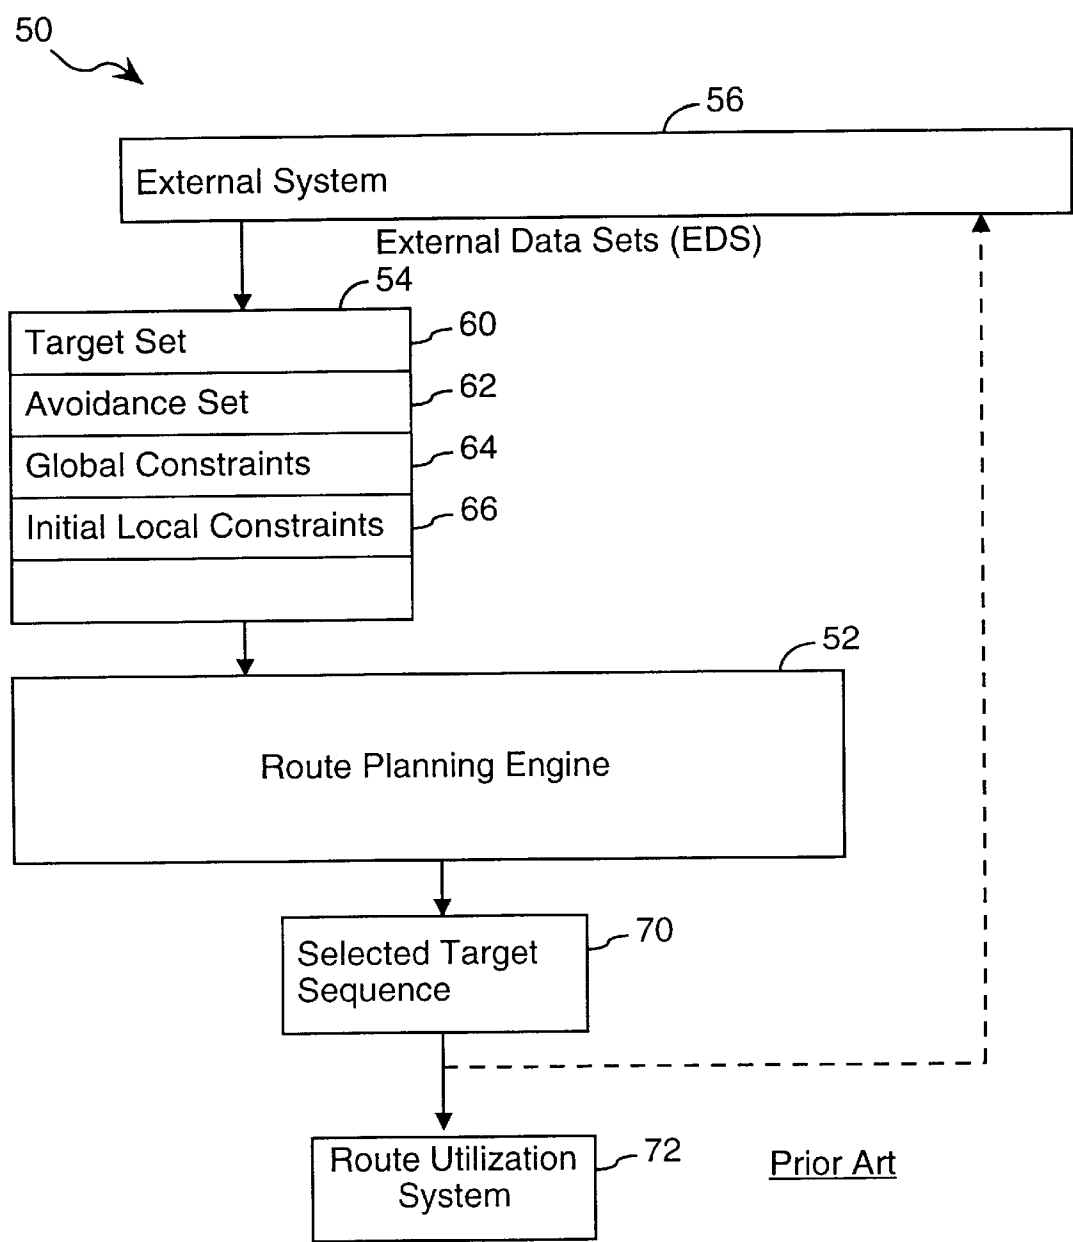 50
56
External System
External Data Sets (EDS)
54
Target Set
60
Avoidance Set
62
Global Constraints
64
Initial Local Constraints
66
52
Route Planning Engine
Selected Target
Sequence
70
Route Utilization
System
72
Prior Art